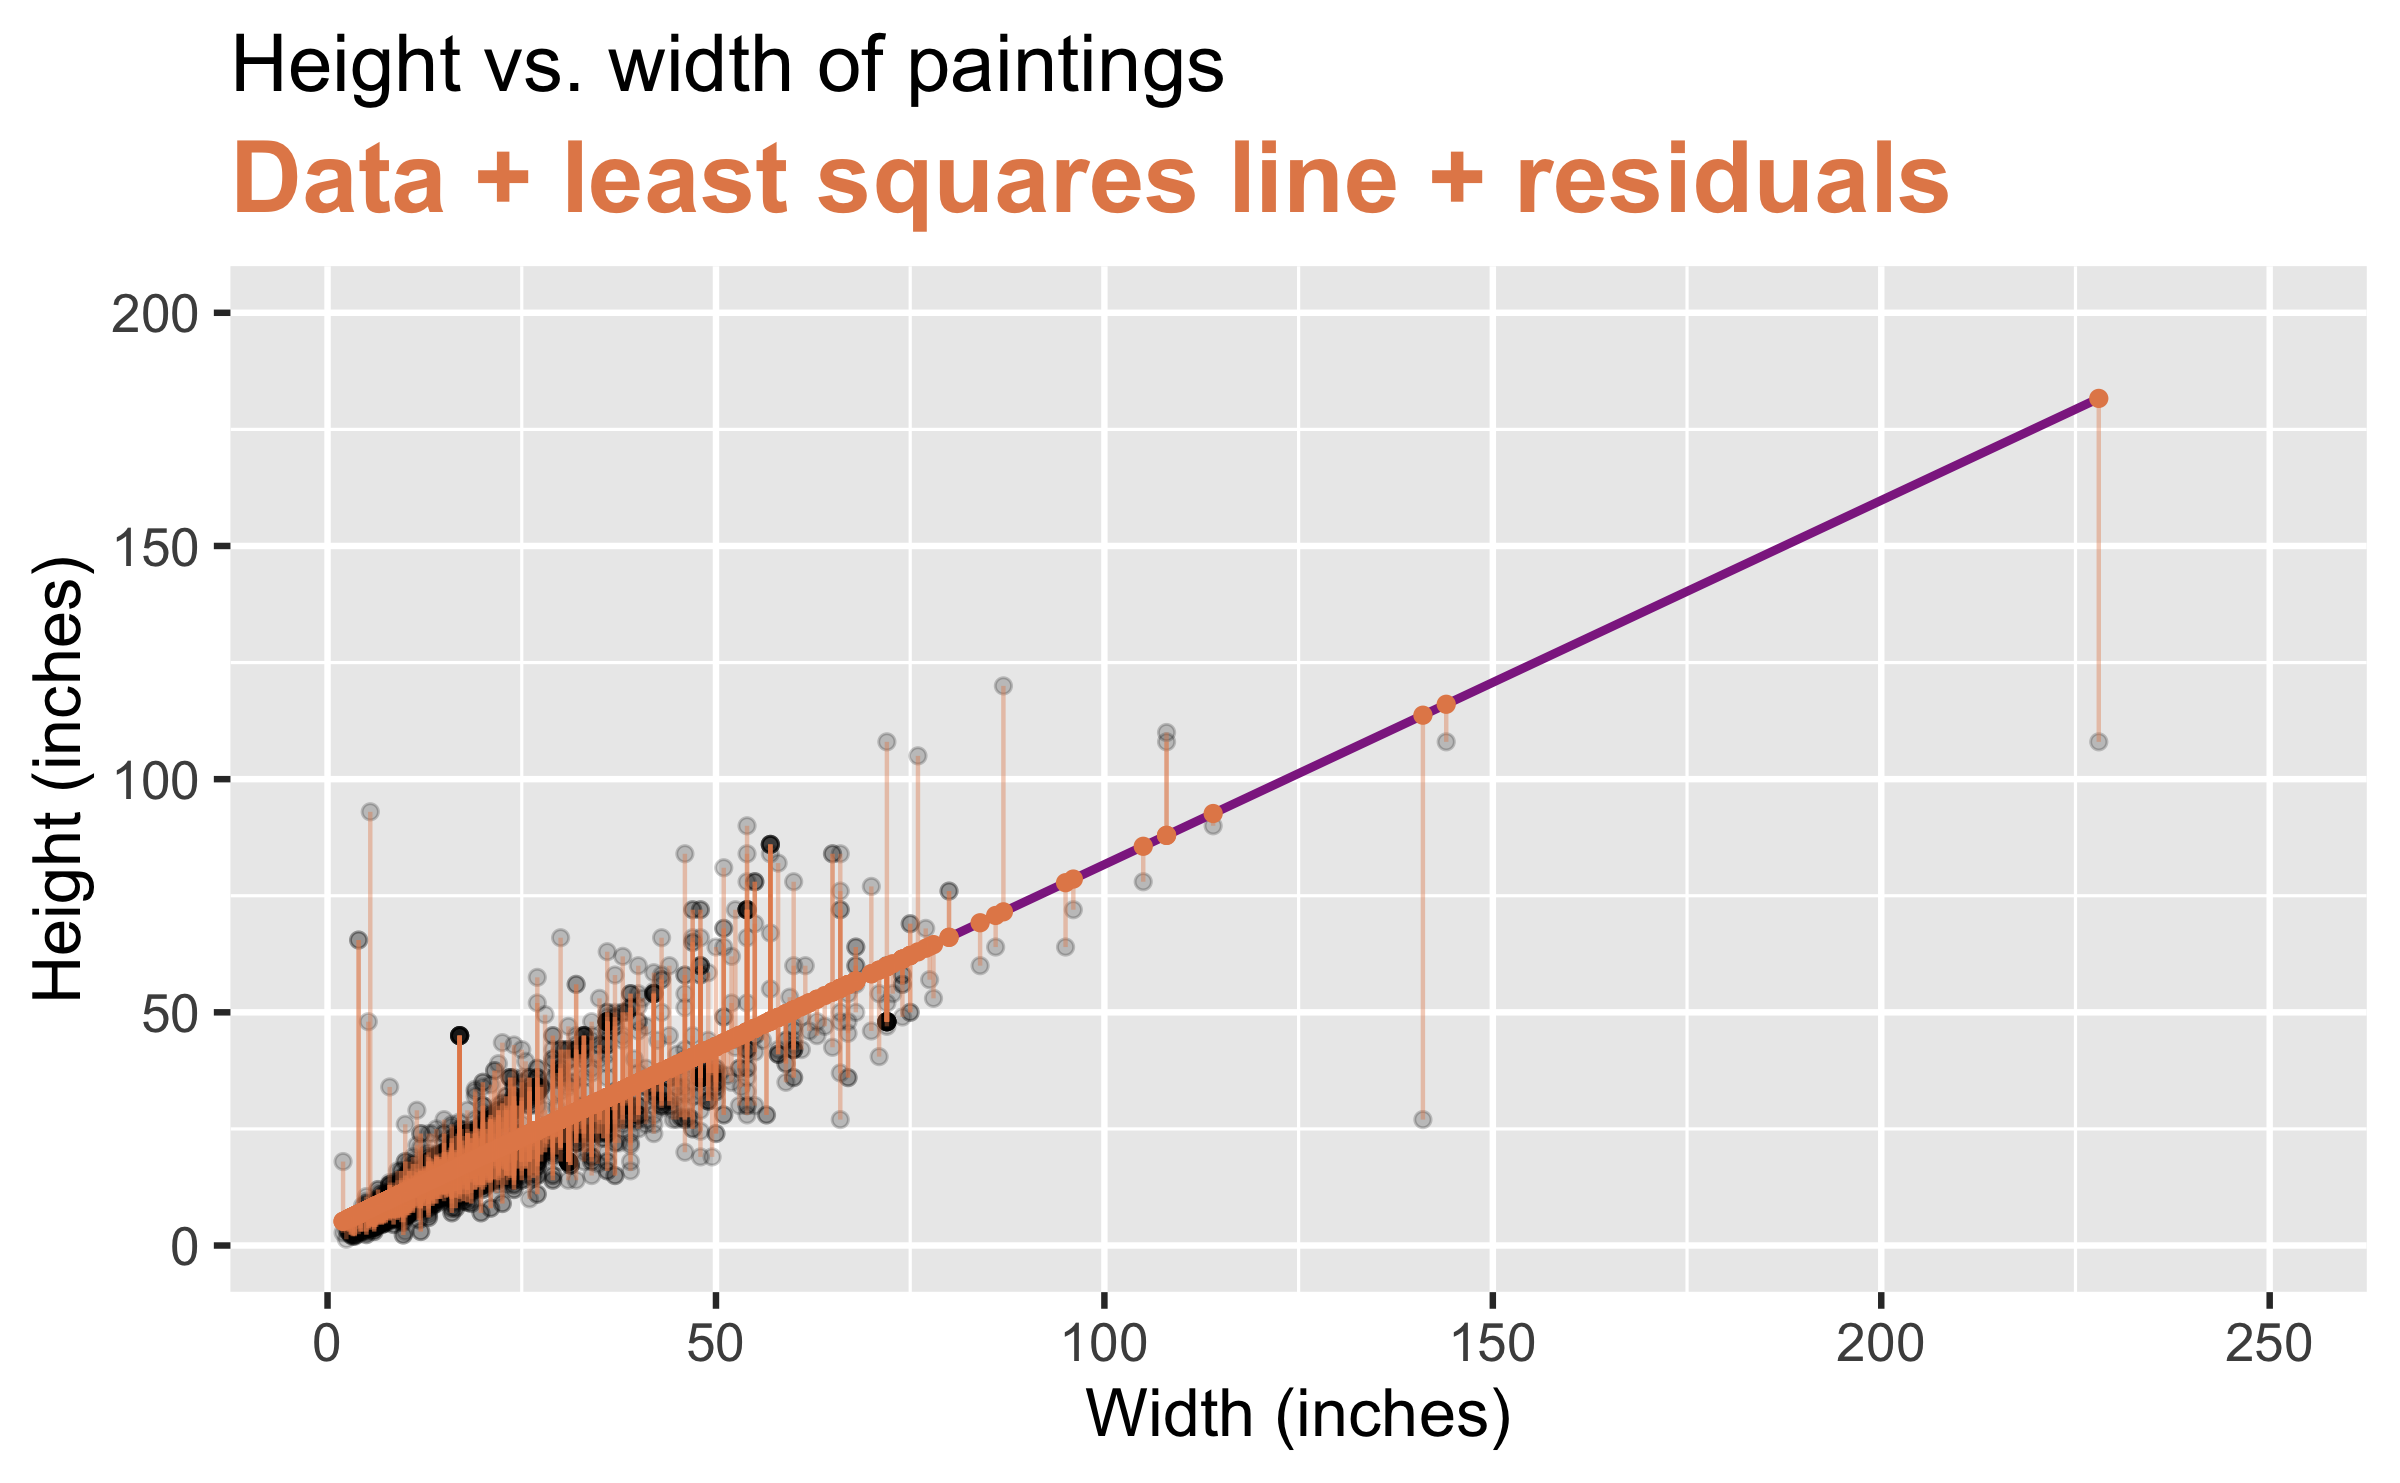 Height vs. width of paintings
Data + least squares line + residuals
200
150
100
50
0
Height (inches)
0 50 100 150 200 250
Width (inches)